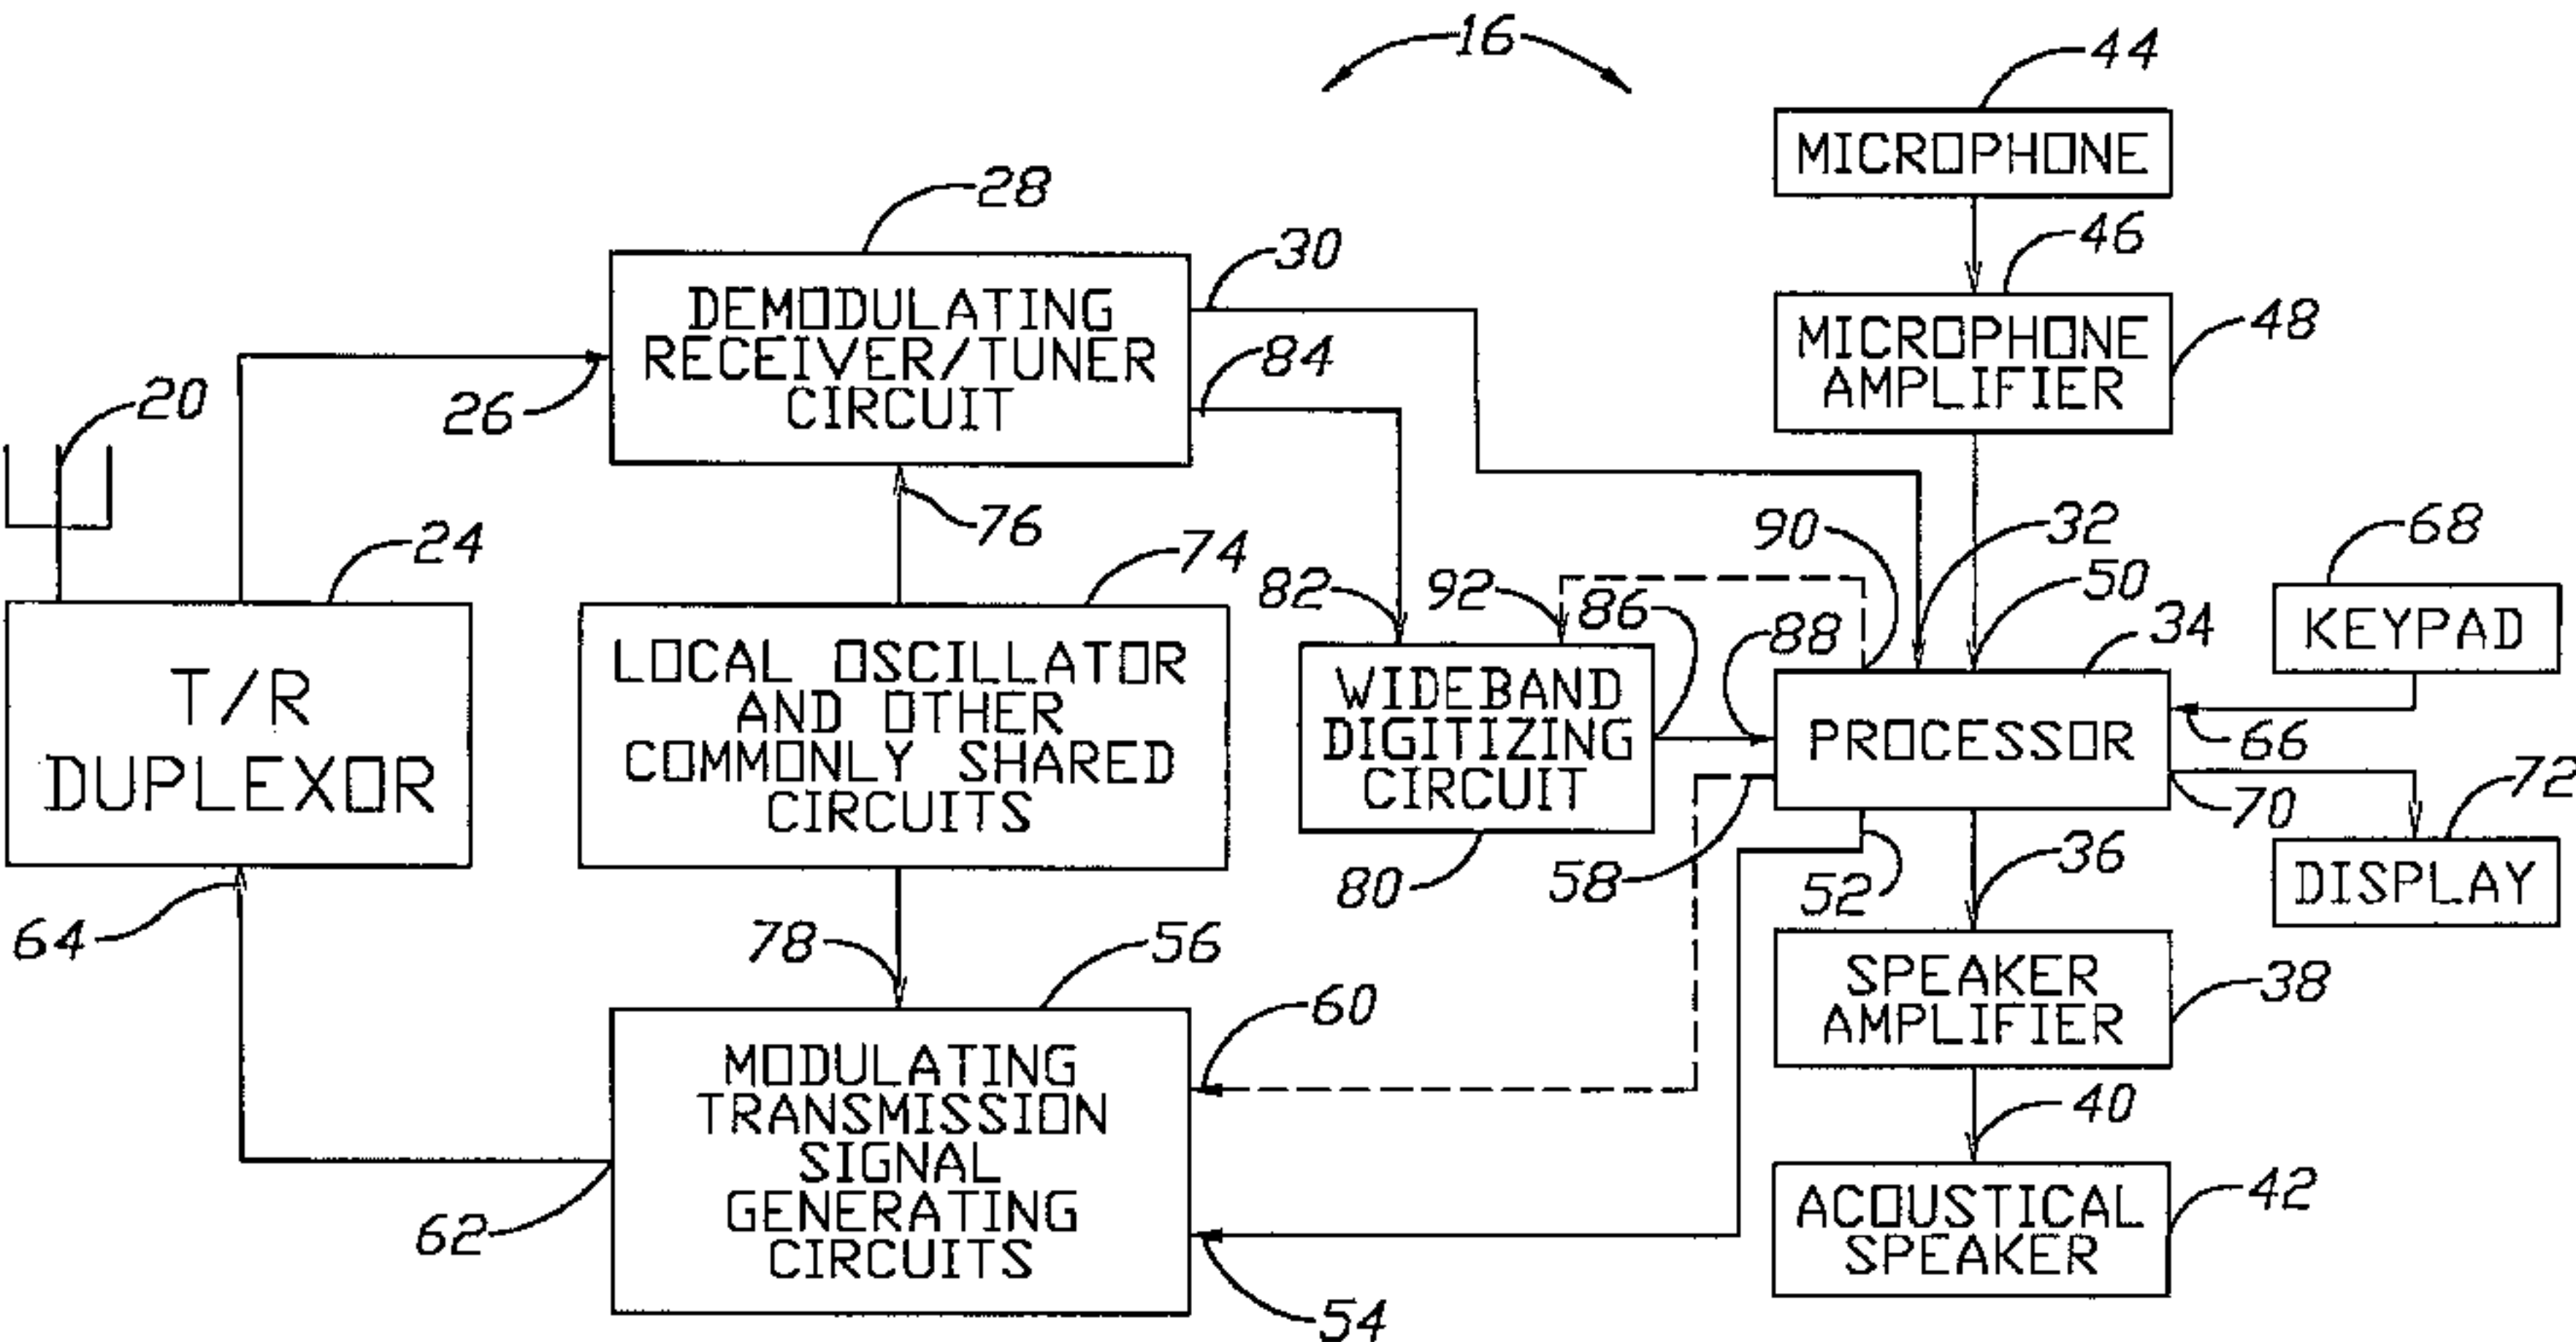 16
44
MICROPHONE
28
46
30
DEMODULATING
RECEIVER/TUNER
CIRCUIT
MICROPHONE
AMPLIFIER
48
84
20
26
76
90
32
68
24
74
82
92
86
50
KEYPAD
88
34
T/R
DUPLEXOR
LOCAL OSCILLATOR
AND OTHER
COMMONLY SHARED
CIRCUITS
WIDEBAND
DIGITIZING
CIRCUIT
PROCESSOR
66
72
70
80
58
52
36
DISPLAY
64
78
56
60
SPEAKER
AMPLIFIER
38
MODULATING
TRANSMISSION
SIGNAL
GENERATING
CIRCUITS
40
62
ACOUSTICAL
SPEAKER
42
54